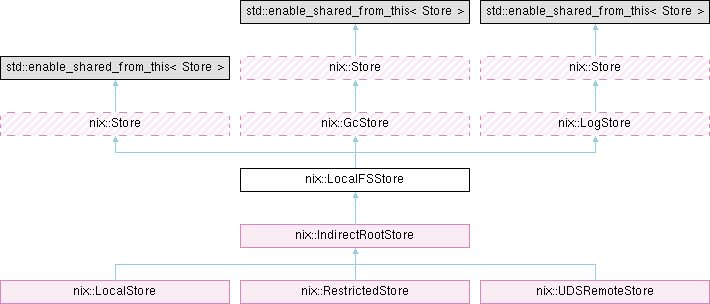 std::enable_shared_from_this< Store >
std::enable_shared_from_this< Store >
std::enable_shared_from_this< Store >
nix::Store
nix::Store
nix::Store
nix::GcStore
nix::LogStore
nix::LocalFSStore
nix::IndirectRootStore
nix::LocalStore
nix::RestrictedStore
nix::UDSRemoteStore